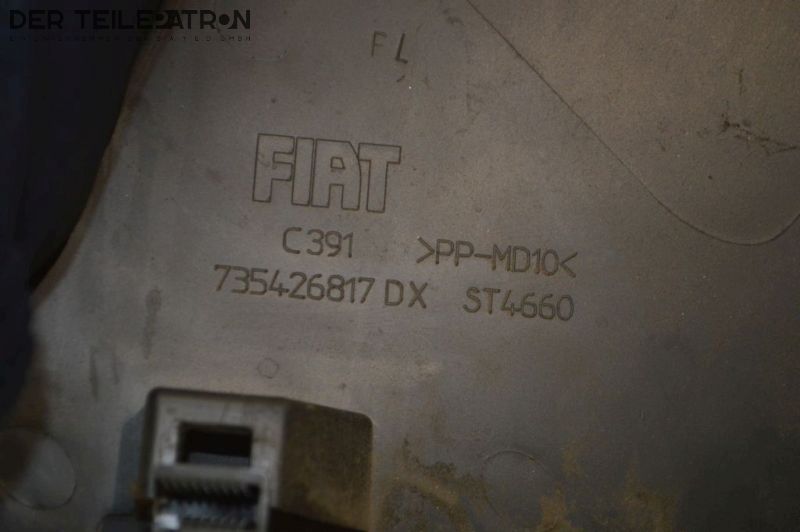 DER TEILEPATRON
FL
FIAT
C391 >PP-MD10<
735426817 DX ST4660